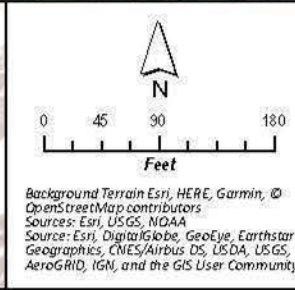 N
0 45 90 180
Feet
Background Terrain Esri, HERE, Garmin, ©
OpenStreetMap contributors
Sources: Esri, USGS, NOAA
Source: Esri, DigitalGlobe, GeoEye, Earthstar
Geographics, CNES/Airbus DS, USDA, USGS,
AeroGRID, IGN, and the GIS User Community